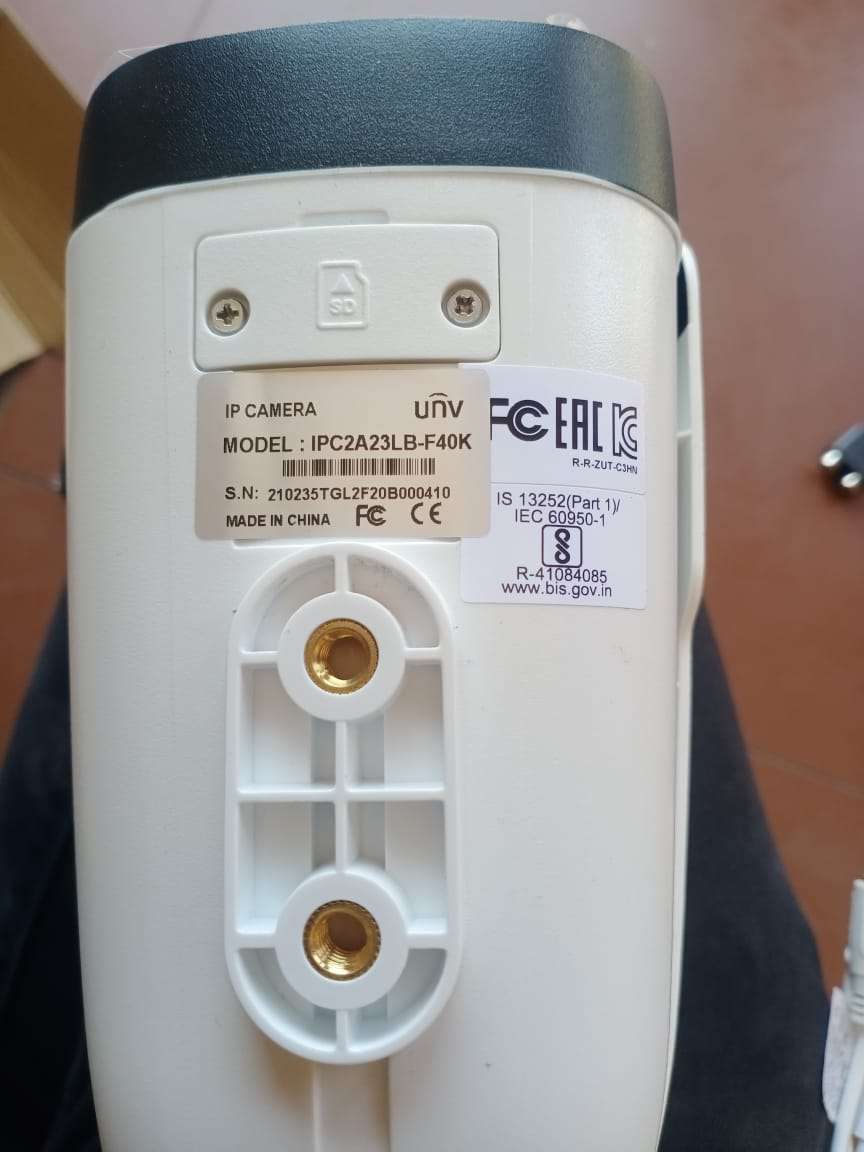 SD
IP CAMERA
unv
MODEL : IPC2A23LB-F40K
S.N: 210235TGL2F20B000410
MADE IN CHINA FC CE
FC EAC KC
R-R-ZUT-C3HN
IS 13252(Part 1)/
IEC 60950-1
R-41084085
www.bis.gov.in